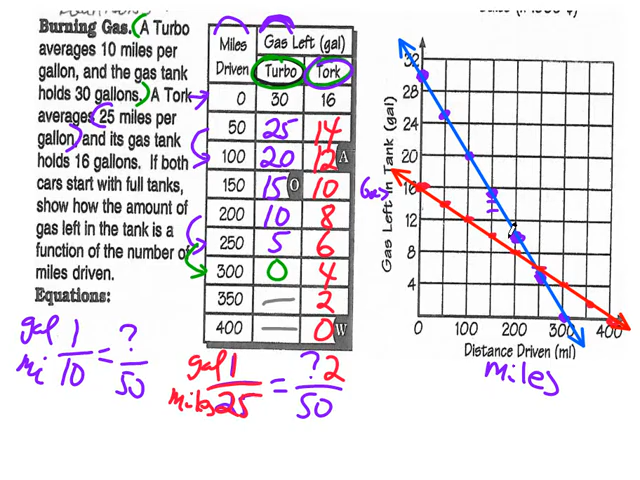 Burning Gas. A Turbo
averages 10 miles per
gallon, and the gas tank
holds 30 gallons. A Tork
averages 25 miles per
gallon, and its gas tank
holds 16 gallons. If both
cars start with full tanks,
show how the amount of
gas left in the tank is a
function of the number of
miles driven.
Equations:
gal 1 = ?
mi 10 50
Miles Driven
Gas Left (gal)
Turbo Tork
0 30 16
50 25 14
100 20 12 A
150 15 O 10
200 10 8
250 5 6
300 0 4
350 — 2
400 — 0 W
gal 1 = ? 2
miles 25 50
Gas Left in Tank (gal)
Gas
32
28
24
20
16
12
8
4
0 100 200 300 400
Distance Driven (mi)
miles